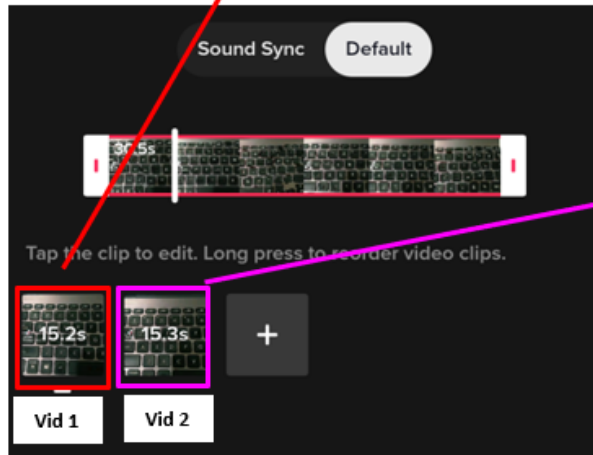 Sound Sync Default
30.5s
Tap the clip to edit. Long press to reorder video clips.
15.2s 15.3s +
Vid 1 Vid 2